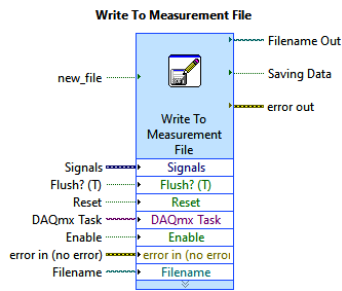 Write To Measurement File
Filename Out
new_file
Saving Data
error out
Write To
Measurement
File
Signals Signals
Flush? (T) Flush? (T)
Reset Reset
DAQmx Task DAQmx Task
Enable Enable
error in (no error) error in (no erroi
Filename Filename